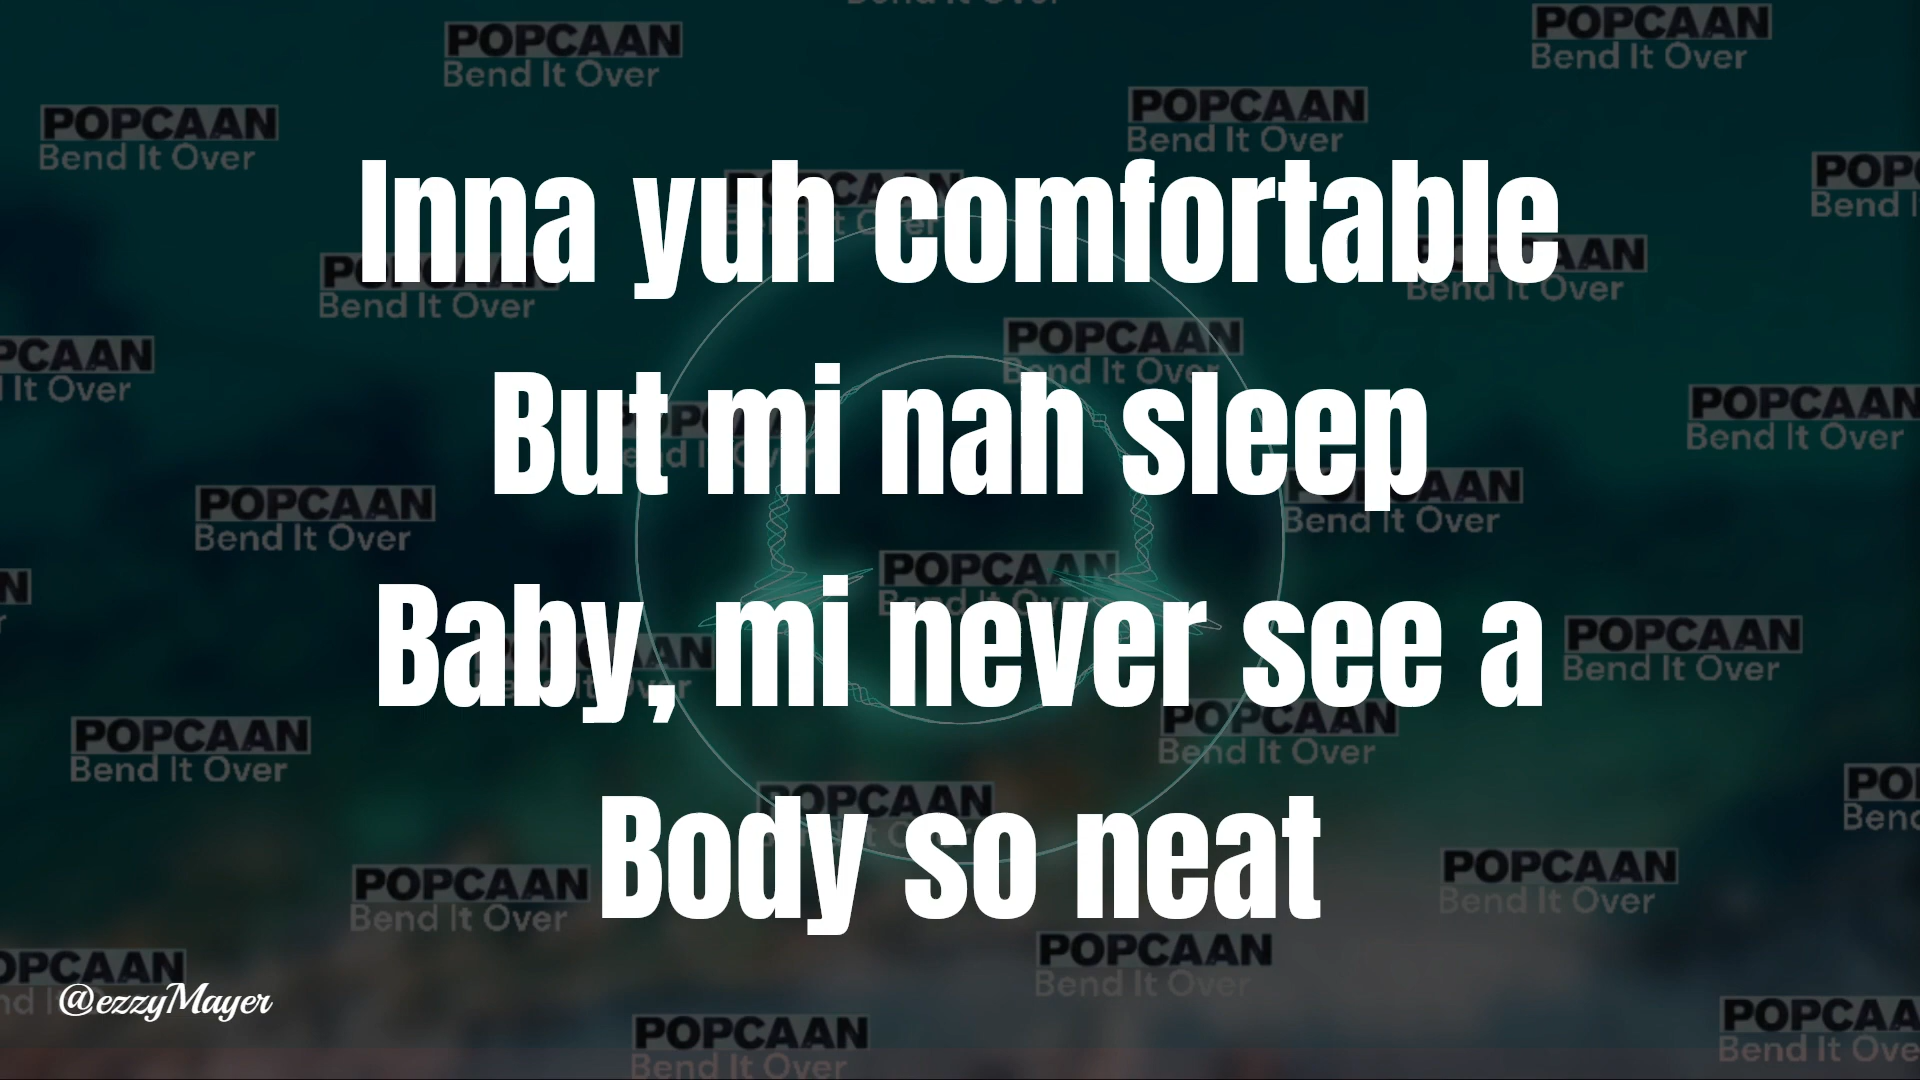 Inna yuh comfortable
But mi nah sleep
Baby, mi never see a
Body so neat
@ezzyMayer
POPCAAN
Bend It Over